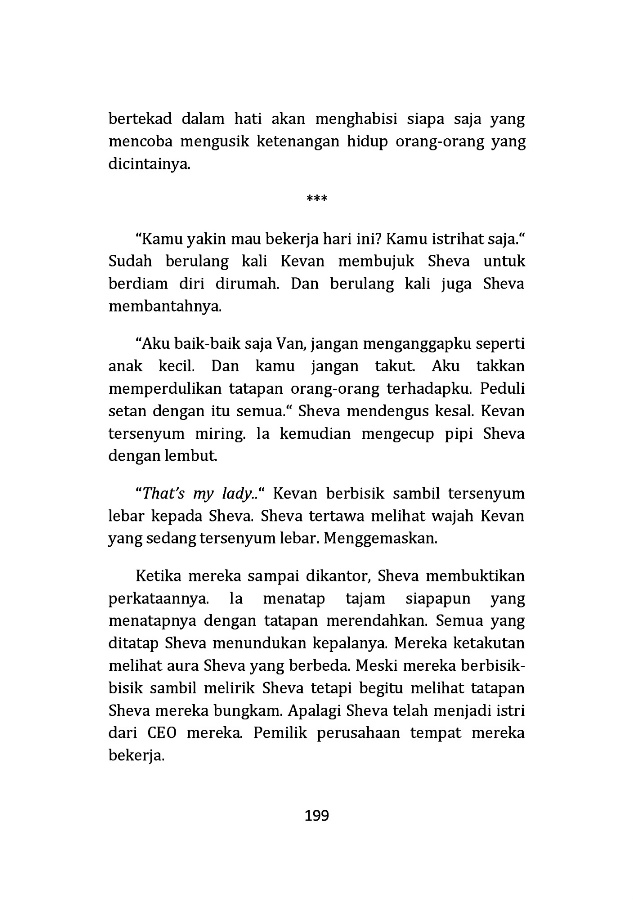 bertekad dalam hati akan menghabisi siapa saja yang
mencoba mengusik ketenangan hidup orang-orang yang
dicintainya.
***
“Kamu yakin mau bekerja hari ini? Kamu istrihat saja.“
Sudah berulang kali Kevan membujuk Sheva untuk
berdiam diri dirumah. Dan berulang kali juga Sheva
membantahnya.
“Aku baik-baik saja Van, jangan menganggapku seperti
anak kecil. Dan kamu jangan takut. Aku takkan
memperdulikan tatapan orang-orang terhadapku. Peduli
setan dengan itu semua.“ Sheva mendengus kesal. Kevan
tersenyum miring. Ia kemudian mengecup pipi Sheva
dengan lembut.
“That’s my lady..“ Kevan berbisik sambil tersenyum
lebar kepada Sheva. Sheva tertawa melihat wajah Kevan
yang sedang tersenyum lebar. Menggemaskan.
Ketika mereka sampai dikantor, Sheva membuktikan
perkataannya. Ia menatap tajam siapapun yang
menatapnya dengan tatapan merendahkan. Semua yang
ditatap Sheva menundukan kepalanya. Mereka ketakutan
melihat aura Sheva yang berbeda. Meski mereka berbisik-
bisik sambil melirik Sheva tetapi begitu melihat tatapan
Sheva mereka bungkam. Apalagi Sheva telah menjadi istri
dari CEO mereka. Pemilik perusahaan tempat mereka
bekerja.
199